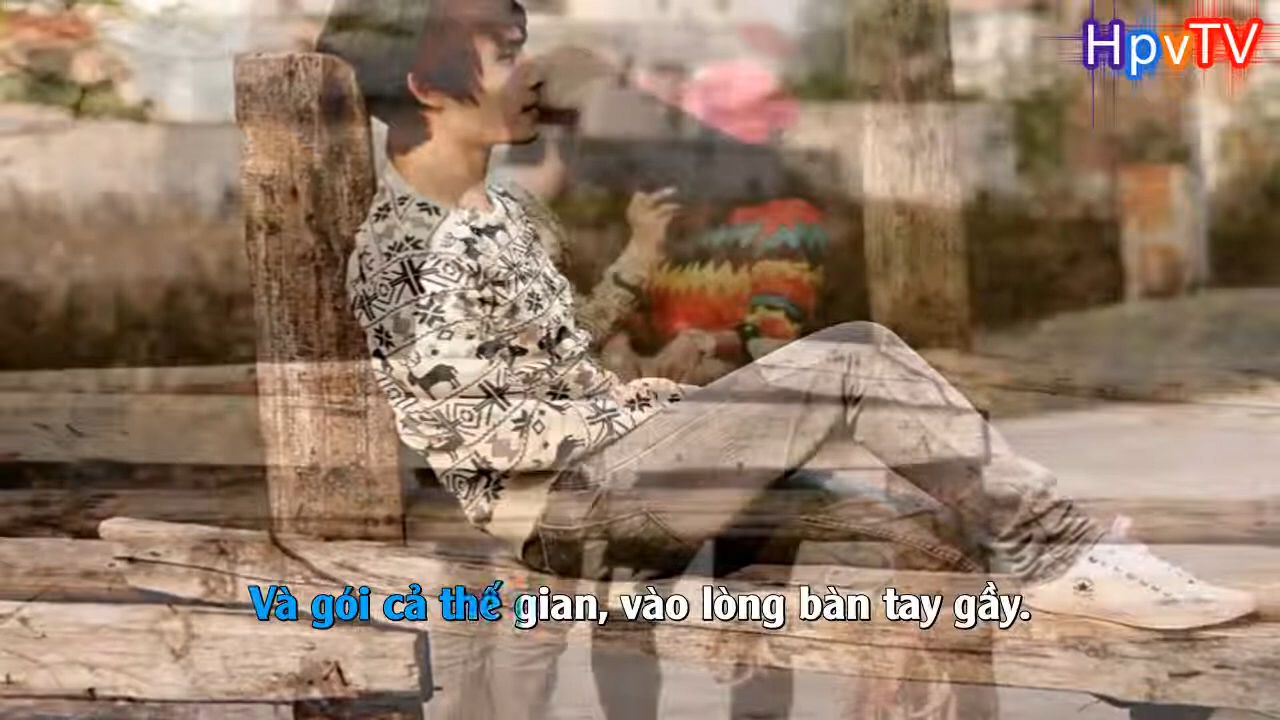 HpvTV
Và gói cả thế gian, vào lòng bàn tay gầy.